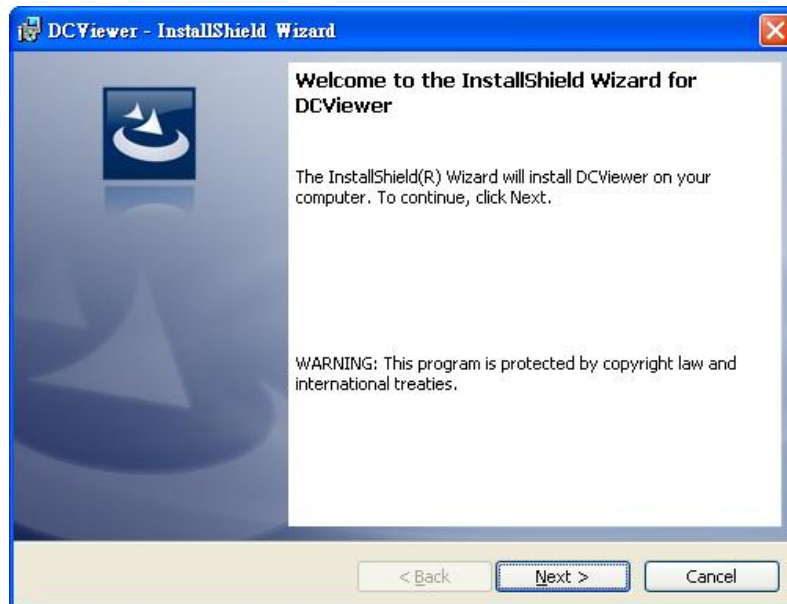 DCViewer - InstallShield Wizard
Welcome to the InstallShield Wizard for
DCViewer
The InstallShield(R) Wizard will install DCViewer on your
computer. To continue, click Next.
WARNING: This program is protected by copyright law and
international treaties.
< Back
Next >
Cancel